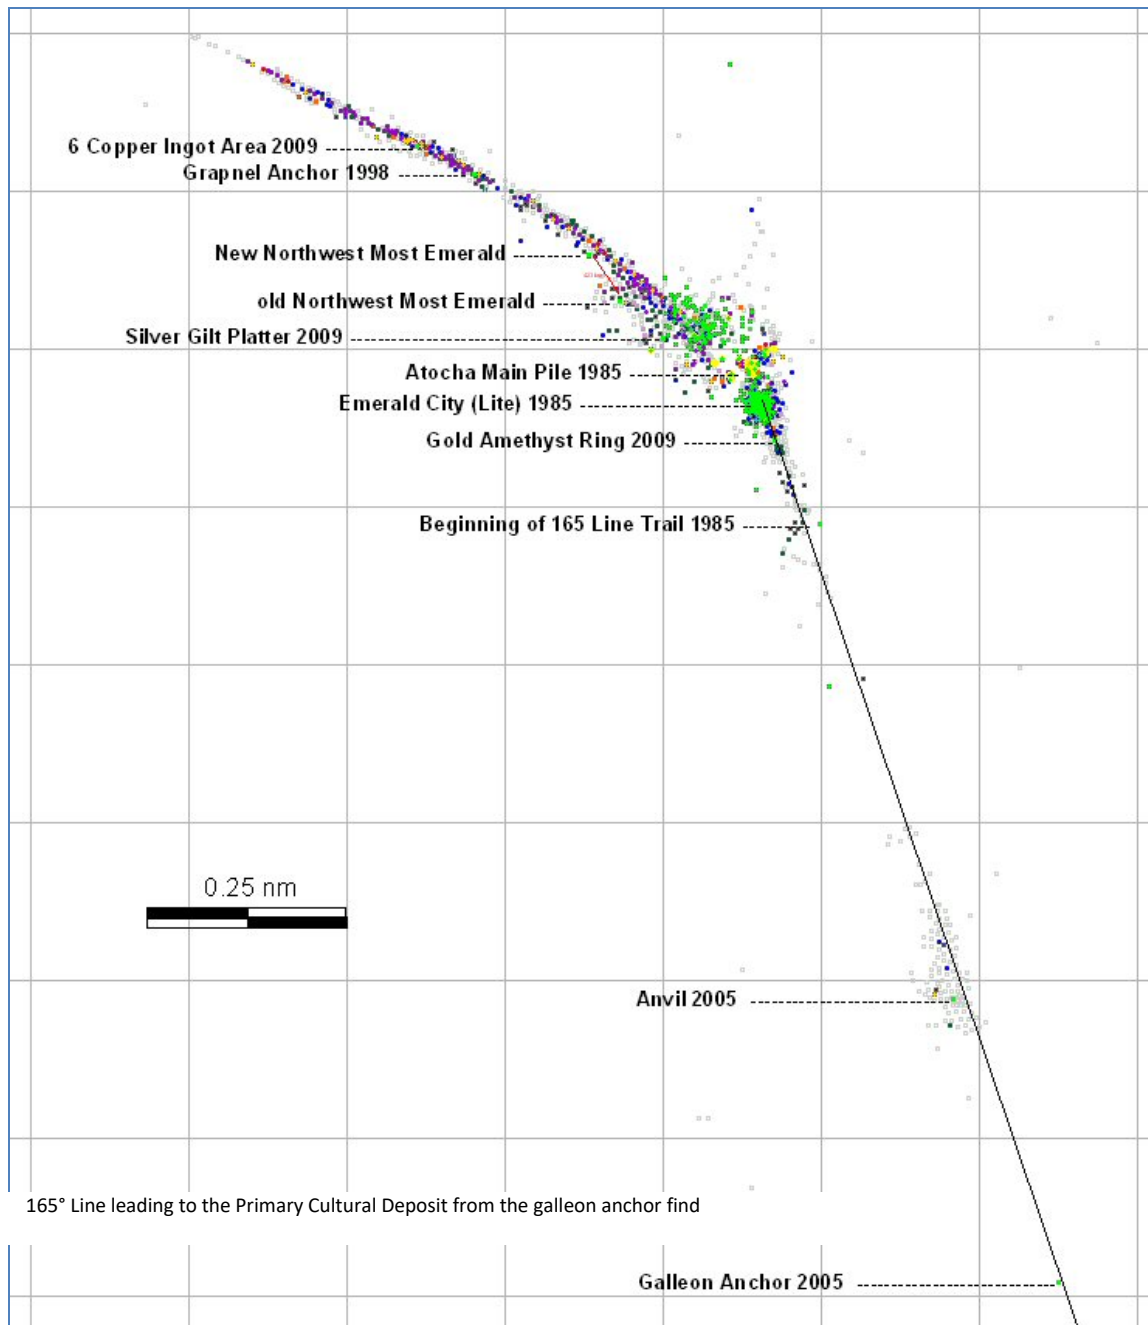 6 Copper Ingot Area 2009
Grapnel Anchor 1998
New Northwest Most Emerald
old Northwest Most Emerald
Silver Gilt Platter 2009
Atocha Main Pile 1985
Emerald City (Lite) 1985
Gold Amethyst Ring 2009
Beginning of 165 Line Trail 1985
0.25 nm
Anvil 2005
165° Line leading to the Primary Cultural Deposit from the galleon anchor find
Galleon Anchor 2005